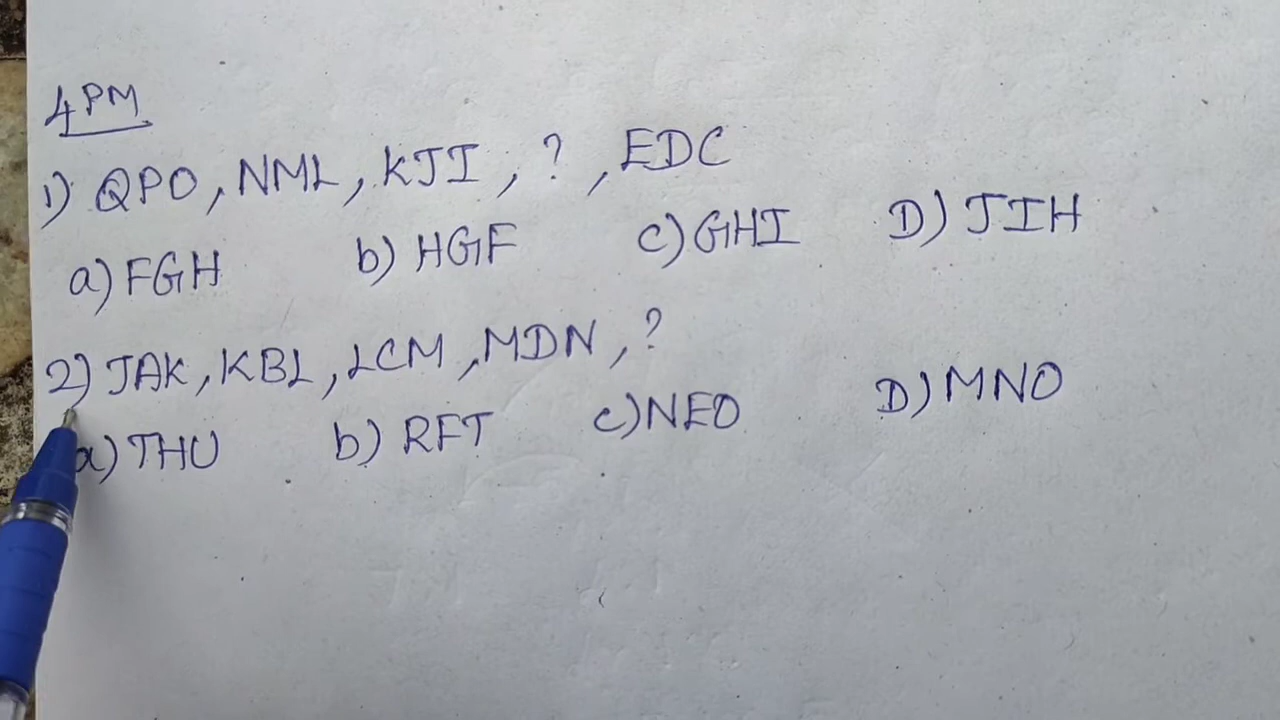 4PM
1) QPO, NML, KJI, ?, EDC
a) FGH b) HGF c) GHI D) JIH
2) JAK, KBL, LCM, MDN, ?
a) THU b) RFT c) NEO D) MNO